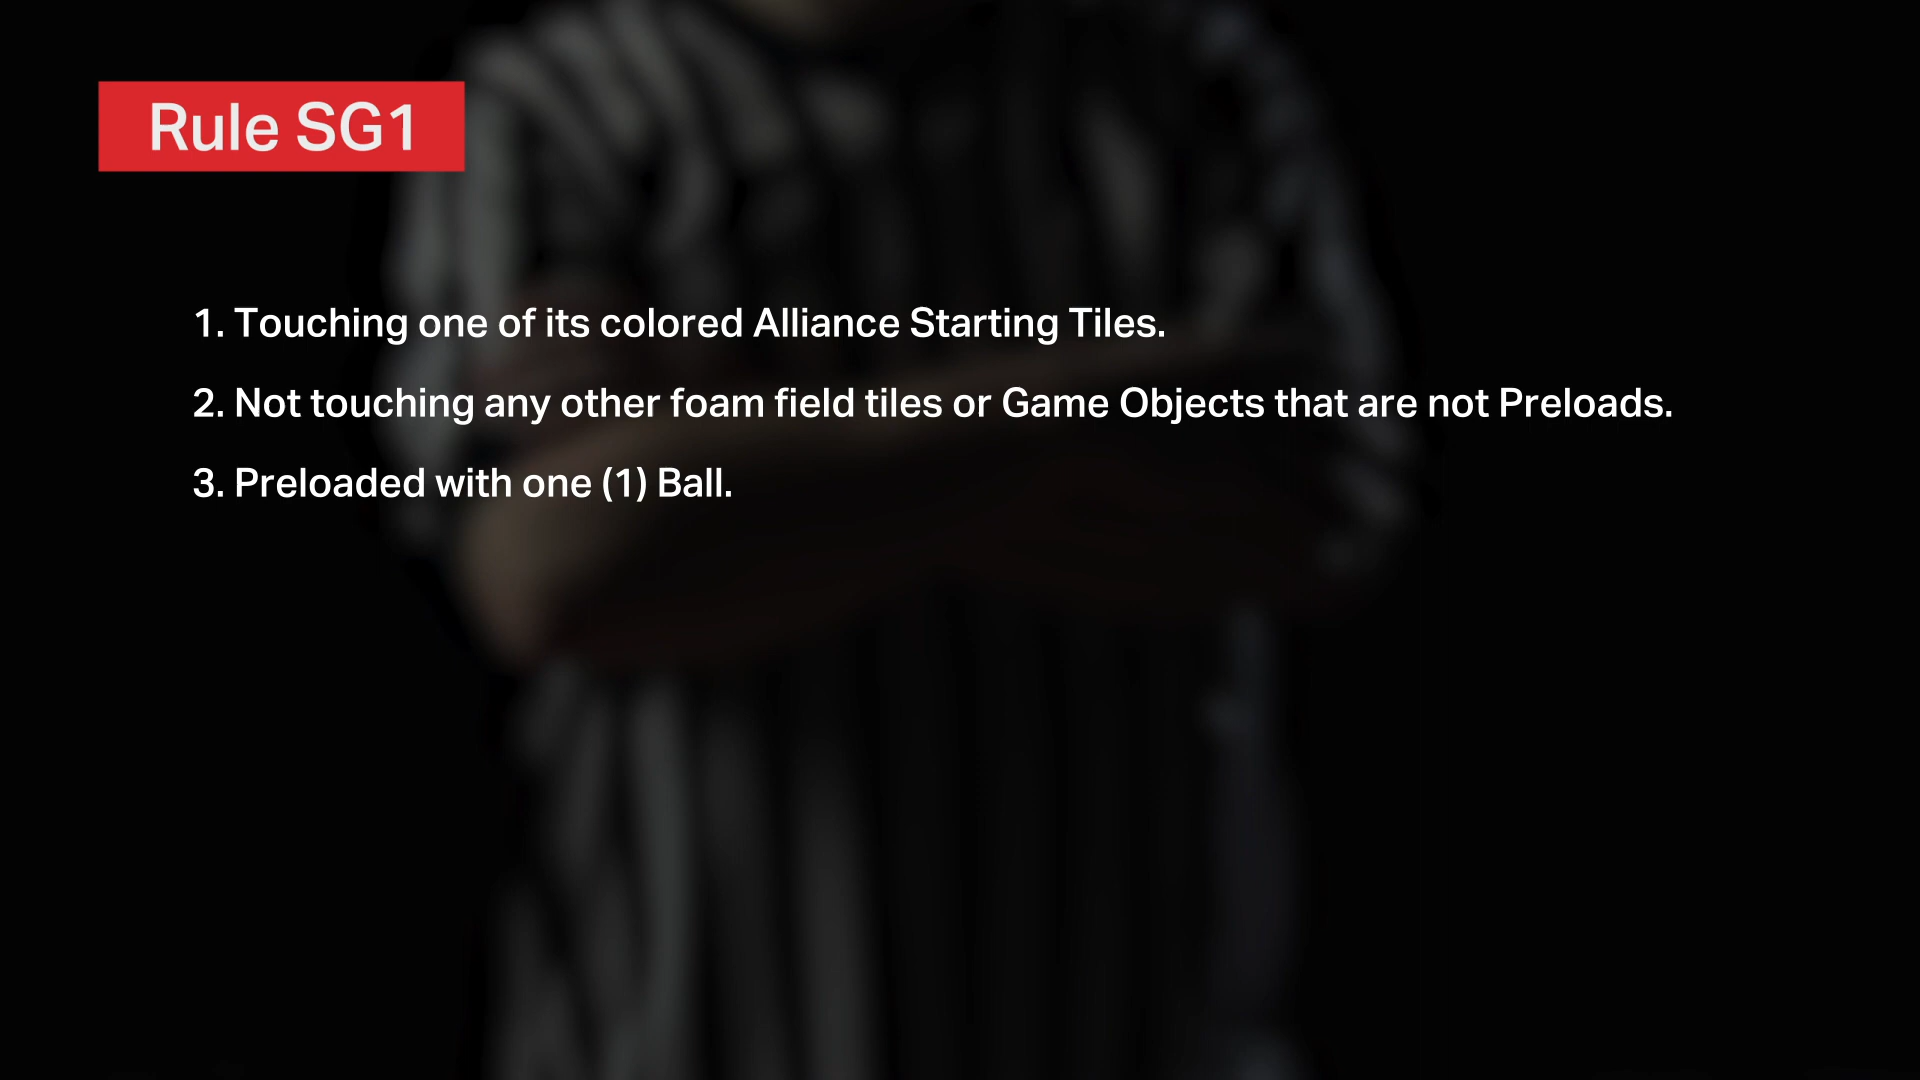 Rule SG1
1. Touching one of its colored Alliance Starting Tiles.
2. Not touching any other foam field tiles or Game Objects that are not Preloads.
3. Preloaded with one (1) Ball.